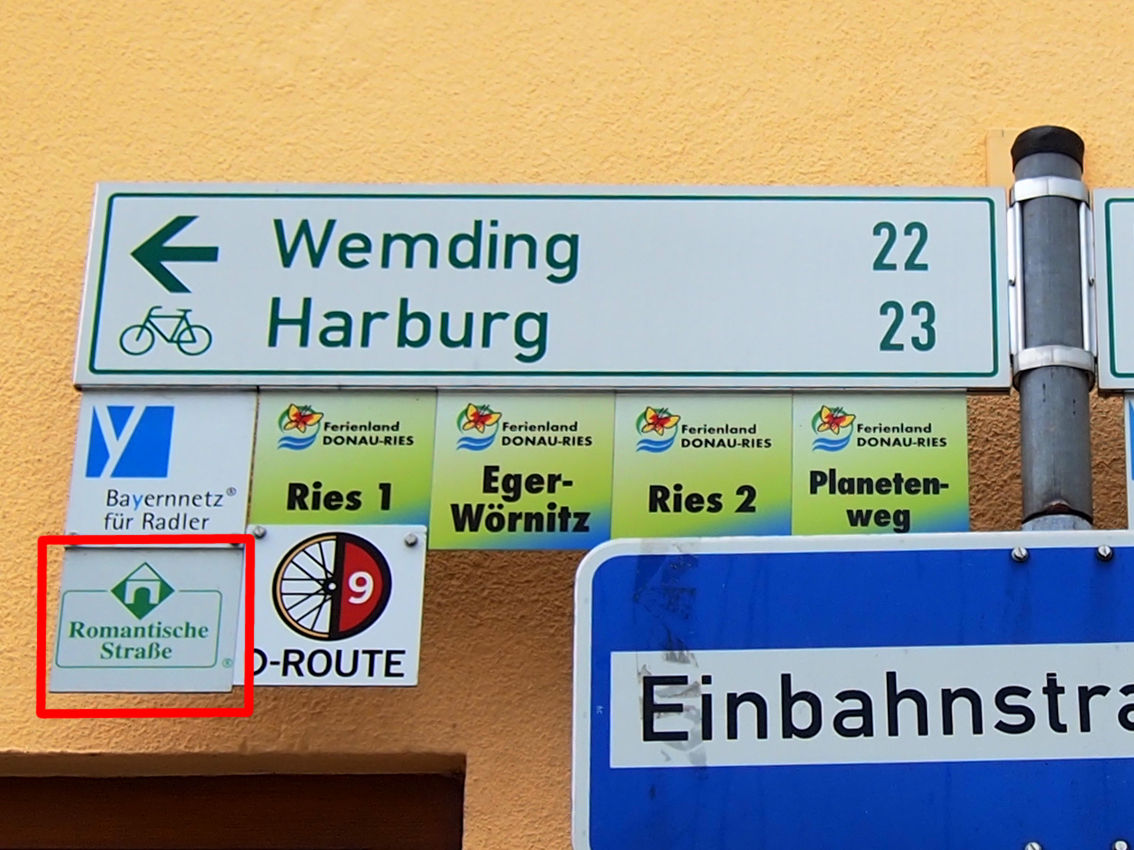 Wemding 22
Harburg 23
Bayernnetz®
für Radler
Ferienland
DONAU-RIES
Ries 1
Ferienland
DONAU-RIES
Eger-
Wörnitz
Ferienland
DONAU-RIES
Ries 2
Ferienland
DONAU-RIES
Planeten-
weg
Romantische
Straße
®
9
D-ROUTE
Einbahnstra